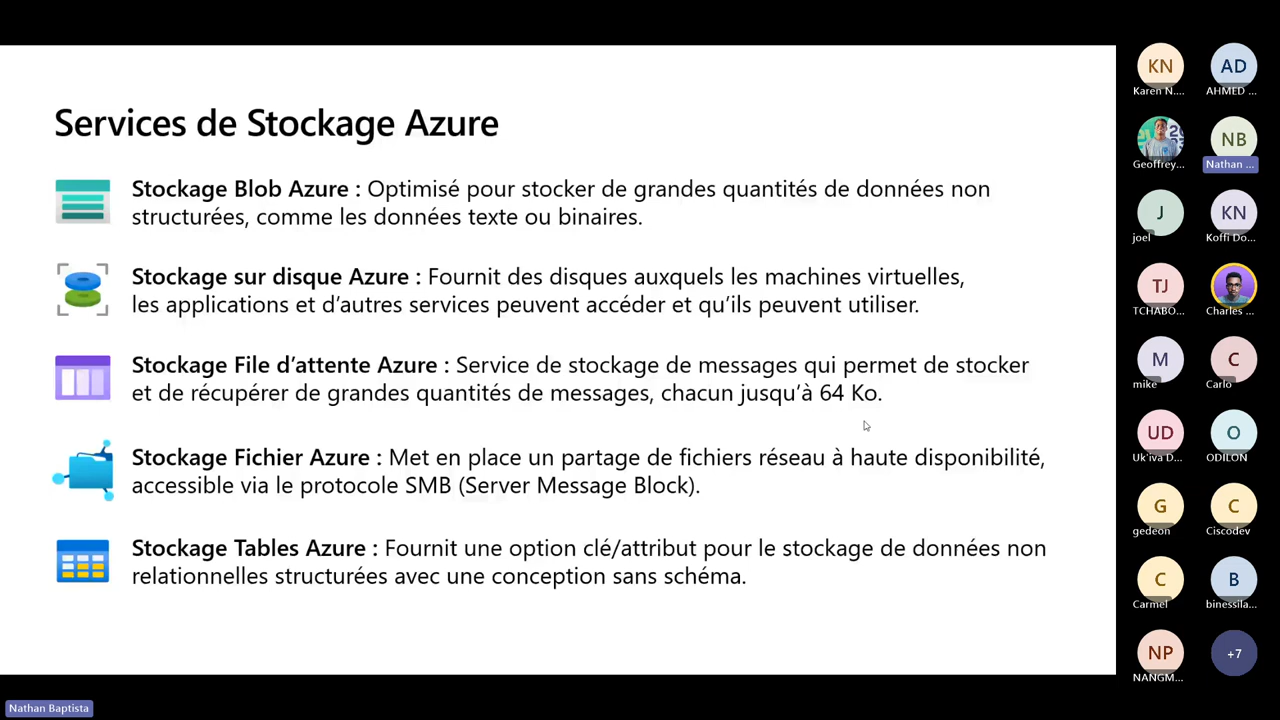 Services de Stockage Azure
Stockage Blob Azure : Optimisé pour stocker de grandes quantités de données non
structurées, comme les données texte ou binaires.
Stockage sur disque Azure : Fournit des disques auxquels les machines virtuelles,
les applications et d’autres services peuvent accéder et qu’ils peuvent utiliser.
Stockage File d’attente Azure : Service de stockage de messages qui permet de stocker
et de récupérer de grandes quantités de messages, chacun jusqu’à 64 Ko.
Stockage Fichier Azure : Met en place un partage de fichiers réseau à haute disponibilité,
accessible via le protocole SMB (Server Message Block).
Stockage Tables Azure : Fournit une option clé/attribut pour le stockage de données non
relationnelles structurées avec une conception sans schéma.
KN
Karen N....
AD
AHMED ...
Geoffrey...
NB
Nathan ...
J
joel
KN
Koffi Do...
TJ
TCHABO...
Charles ...
M
mike
C
Carlo
UD
Uk'iva D...
O
ODILON
G
gedeon
C
Ciscodev
C
Carmel
B
binessila...
NP
NANGM...
+7
Nathan Baptista